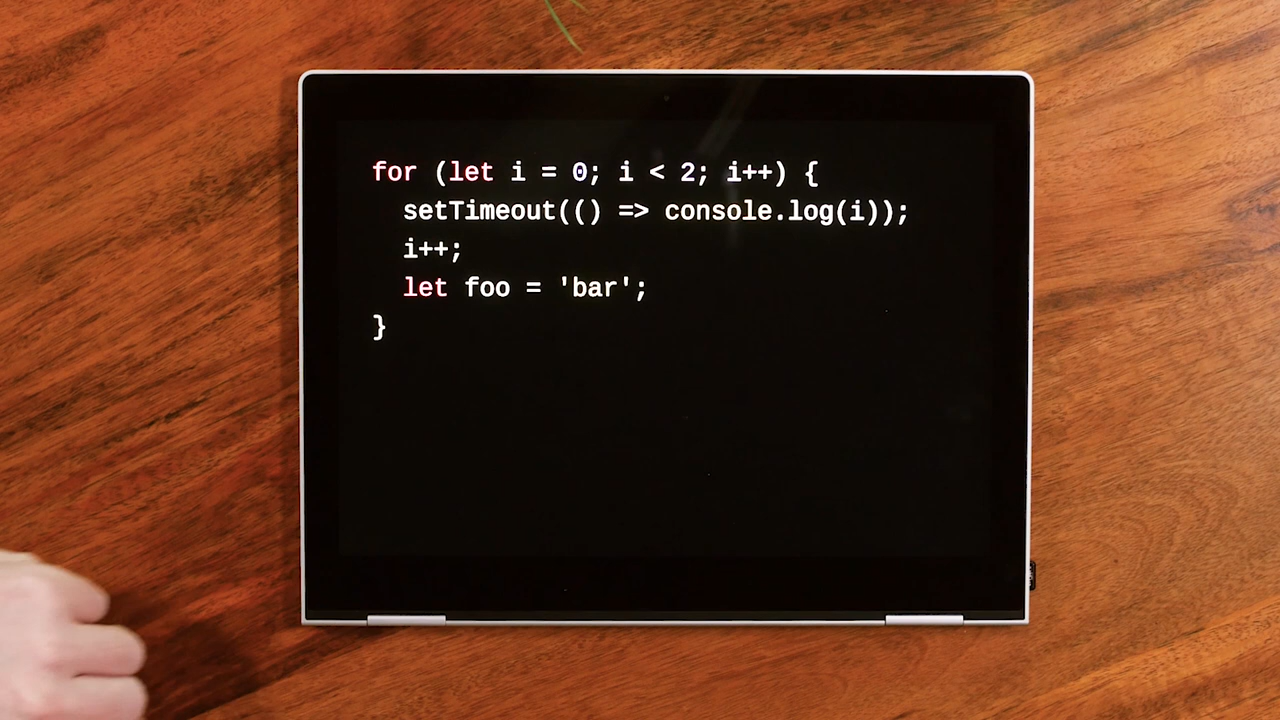 for (let i = 0; i < 2; i++) {
  setTimeout(() => console.log(i));
  i++;
  let foo = 'bar';
}